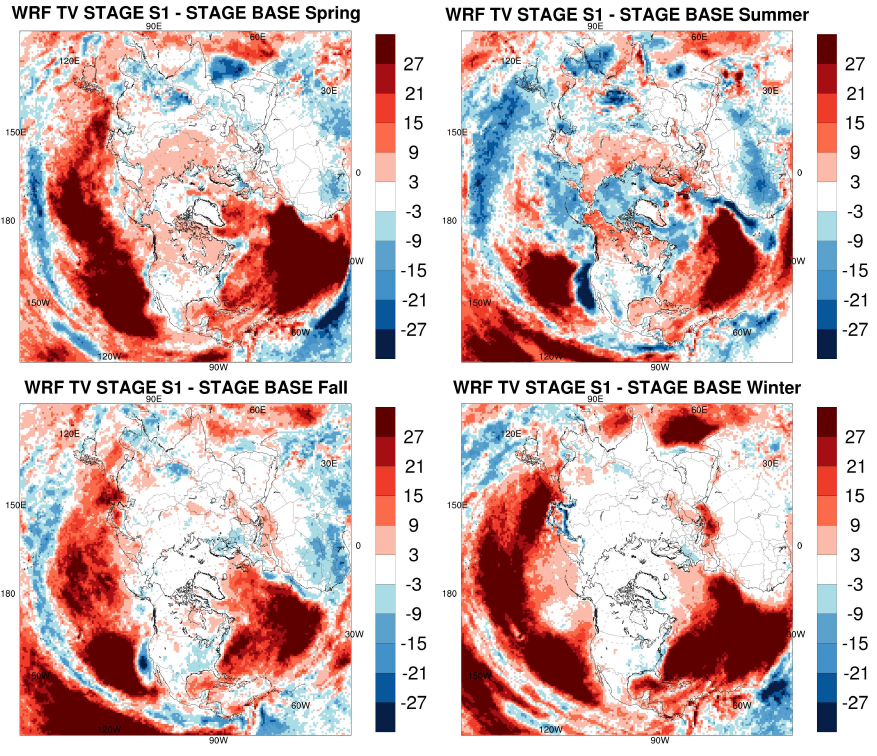 WRF TV STAGE S1 - STAGE BASE Spring
90E
60E
120E
30E
150E
0
180
30W
150W
60W
120W
90W
27
21
15
9
3
-3
-9
-15
-21
-27
WRF TV STAGE S1 - STAGE BASE Summer
90E
60E
120E
30E
150E
0
180
30W
150W
60W
120W
90W
27
21
15
9
3
-3
-9
-15
-21
-27
WRF TV STAGE S1 - STAGE BASE Fall
90E
60E
120E
30E
150E
0
180
30W
150W
60W
120W
90W
27
21
15
9
3
-3
-9
-15
-21
-27
WRF TV STAGE S1 - STAGE BASE Winter
90E
60E
120E
30E
150E
0
180
30W
150W
60W
120W
90W
27
21
15
9
3
-3
-9
-15
-21
-27